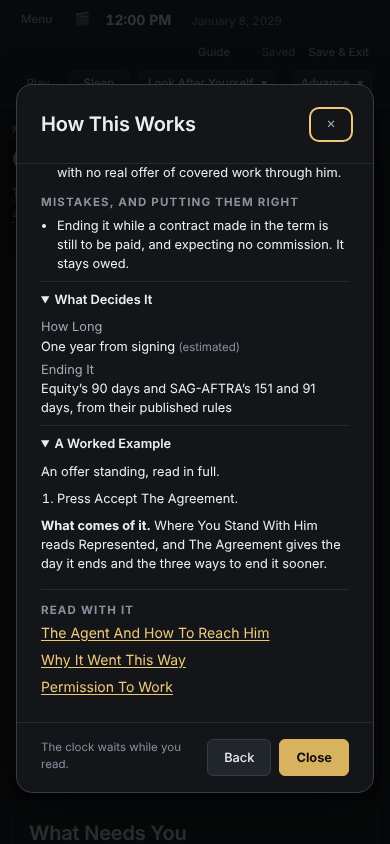 Menu 12:00 PM January 8, 2029
Guide Saved Save & Exit
Play Sleep Look After Yourself Advance
How This Works
×
with no real offer of covered work through him.
MISTAKES, AND PUTTING THEM RIGHT
• Ending it while a contract made in the term is
still to be paid, and expecting no commission. It
stays owed.
▼ What Decides It
How Long
One year from signing (estimated)
Ending It
Equity’s 90 days and SAG-AFTRA’s 151 and 91
days, from their published rules
▼ A Worked Example
An offer standing, read in full.
1. Press Accept The Agreement.
What comes of it. Where You Stand With Him
reads Represented, and The Agreement gives the
day it ends and the three ways to end it sooner.
READ WITH IT
The Agent And How To Reach Him
Why It Went This Way
Permission To Work
The clock waits while you
read.
Back
Close
What Needs You